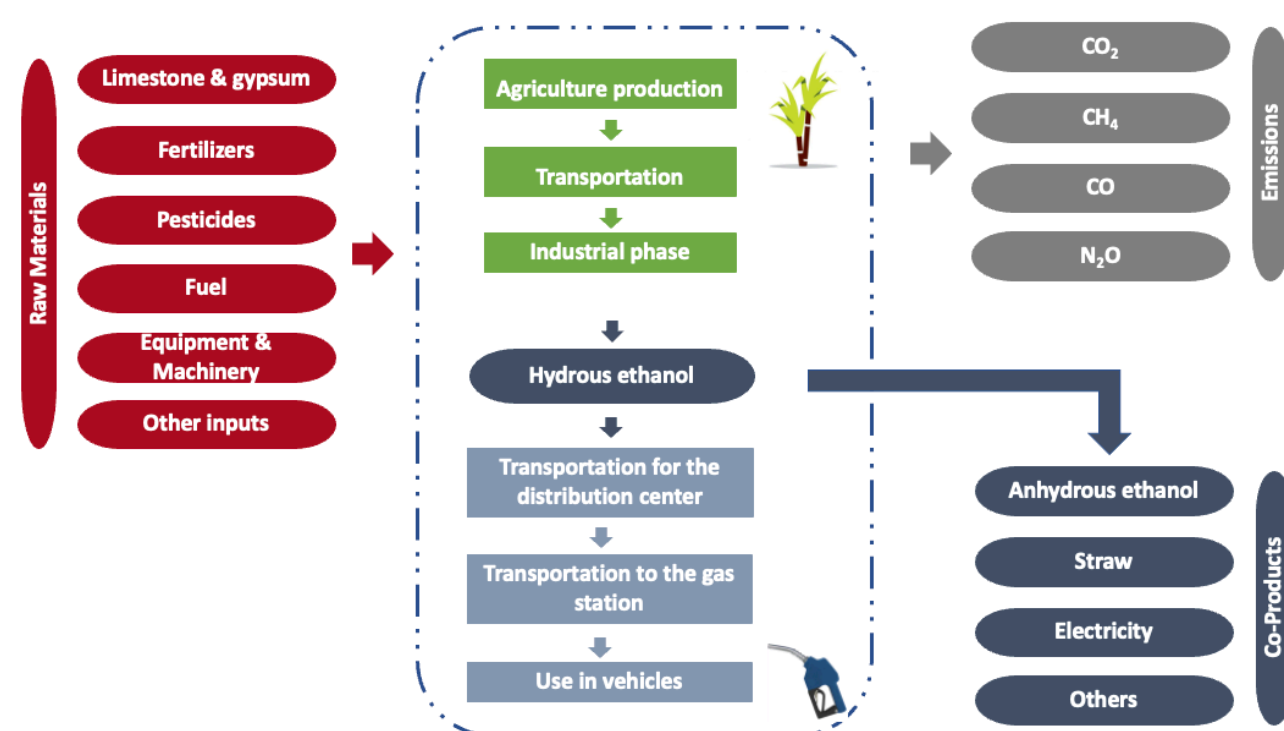 Raw Materials
Limestone & gypsum
Fertilizers
Pesticides
Fuel
Equipment &
Machinery
Other inputs
Agriculture production
Transportation
Industrial phase
Hydrous ethanol
Transportation for the
distribution center
Transportation to the gas
station
Use in vehicles
CO₂
CH₄
CO
N₂O
Emissions
Anhydrous ethanol
Straw
Electricity
Others
Co-Products